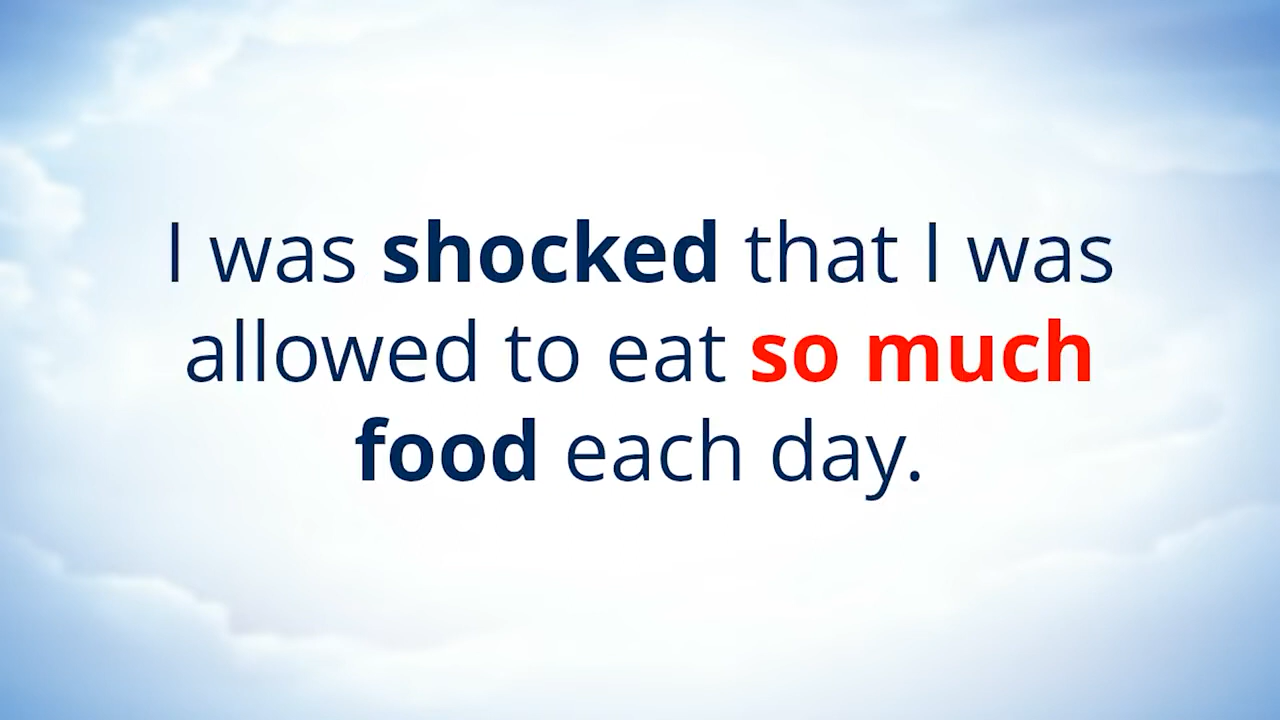 I was shocked that I was
allowed to eat so much
food each day.